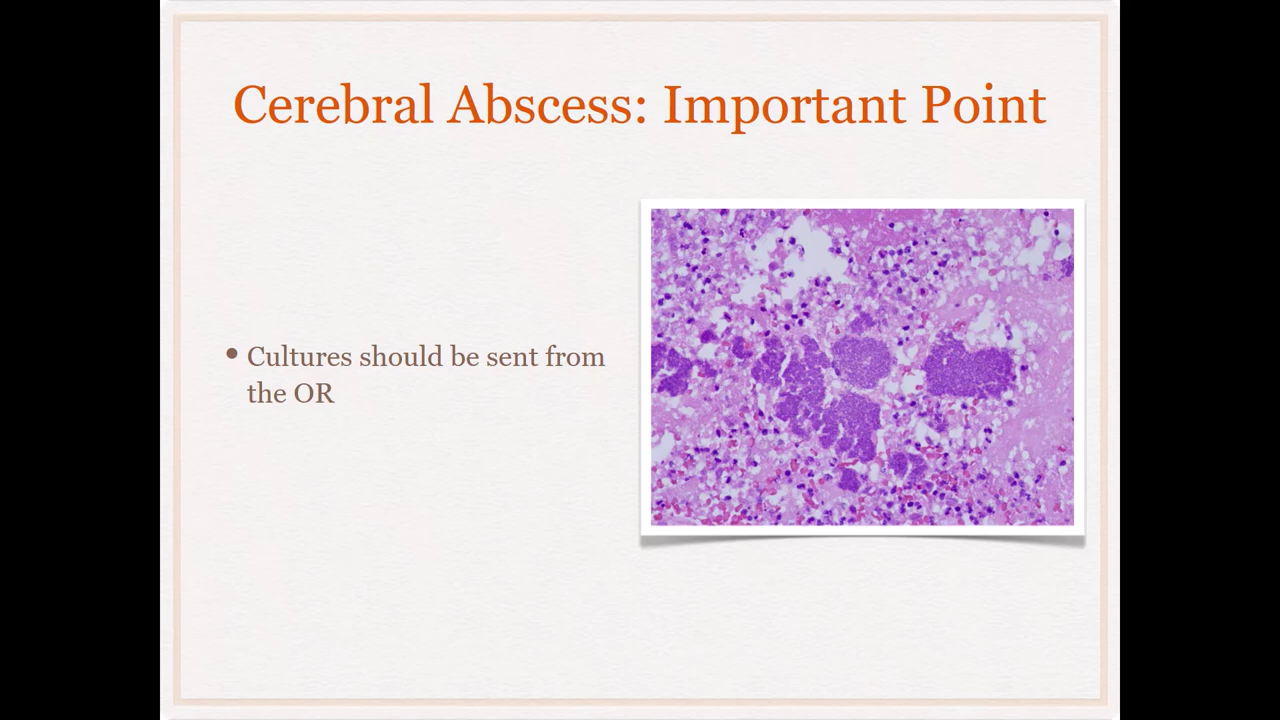 Cerebral Abscess: Important Point
• Cultures should be sent from
the OR